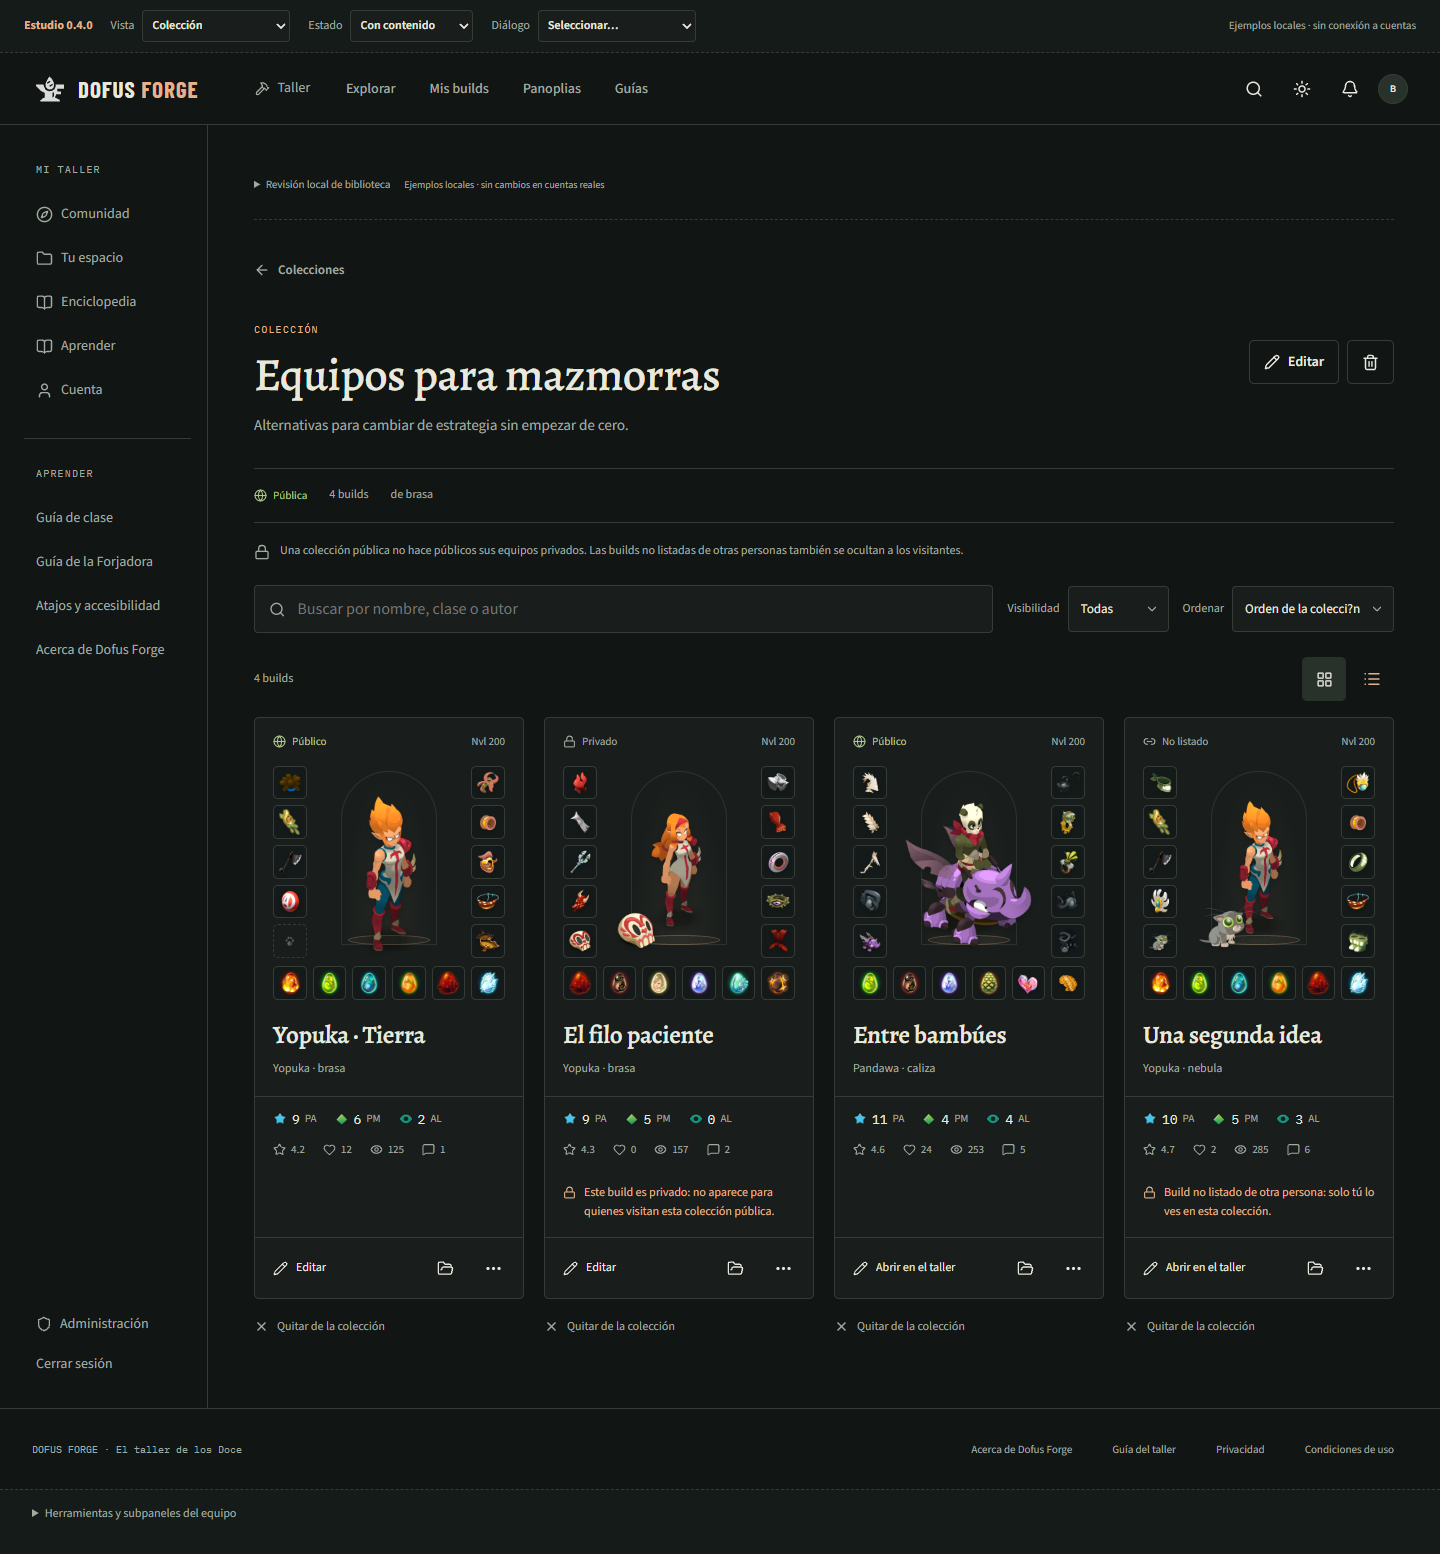 Estudio 0.4.0 Vista Colección Estado Con contenido Diálogo Seleccionar... Ejemplos locales · sin conexión a cuentas
DOFUS FORGE Taller Explorar Mis builds Panoplias Guías B
MI TALLER
Comunidad
Tu espacio
Enciclopedia
Aprender
Cuenta
APRENDER
Guía de clase
Guía de la Forjadora
Atajos y accesibilidad
Acerca de Dofus Forge
Administración
Cerrar sesión
Revisión local de biblioteca Ejemplos locales · sin cambios en cuentas reales
Colecciones
COLECCIÓN
Equipos para mazmorras
Editar
Alternativas para cambiar de estrategia sin empezar de cero.
Pública 4 builds de brasa
Una colección pública no hace públicos sus equipos privados. Las builds no listadas de otras personas también se ocultan a los visitantes.
Buscar por nombre, clase o autor Visibilidad Todas Ordenar Orden de la colecci?n
4 builds
Público Nvl 200
Yopuka · Tierra
Yopuka · brasa
9 PA 6 PM 2 AL
4.2 12 125 1
Editar
Quitar de la colección
Privado Nvl 200
El filo paciente
Yopuka · brasa
9 PA 5 PM 0 AL
4.3 0 157 2
Este build es privado: no aparece para
quienes visitan esta colección pública.
Editar
Quitar de la colección
Público Nvl 200
Entre bambúes
Pandawa · caliza
11 PA 4 PM 4 AL
4.6 24 253 5
Abrir en el taller
Quitar de la colección
No listado Nvl 200
Una segunda idea
Yopuka · nebula
10 PA 5 PM 3 AL
4.7 2 285 6
Build no listado de otra persona: solo tú lo
ves en esta colección.
Abrir en el taller
Quitar de la colección
DOFUS FORGE · El taller de los Doce Acerca de Dofus Forge Guía del taller Privacidad Condiciones de uso
Herramientas y subpaneles del equipo